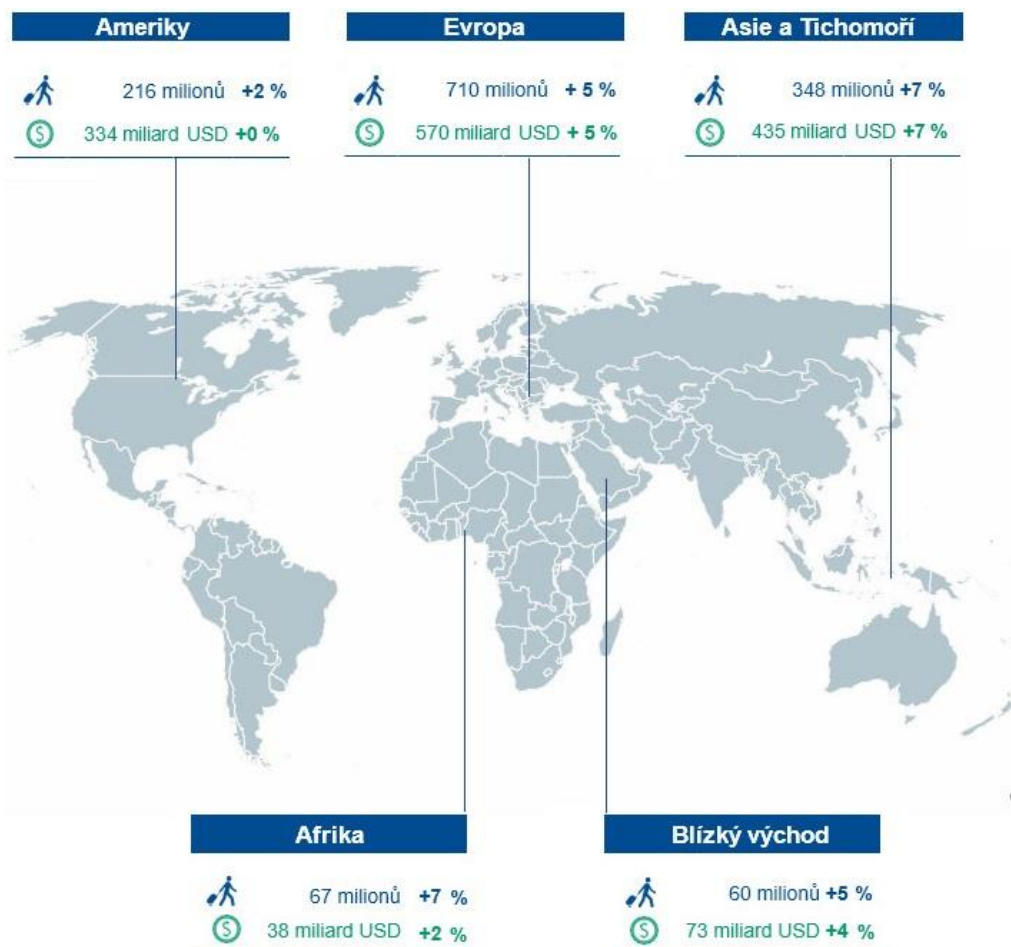 Ameriky
216 milionů +2 %
334 miliard USD +0 %
Evropa
710 milionů + 5 %
570 miliard USD + 5 %
Asie a Tichomoří
348 milionů +7 %
435 miliard USD +7 %
Afrika
67 milionů +7 %
38 miliard USD +2 %
Blízký východ
60 milionů +5 %
73 miliard USD +4 %